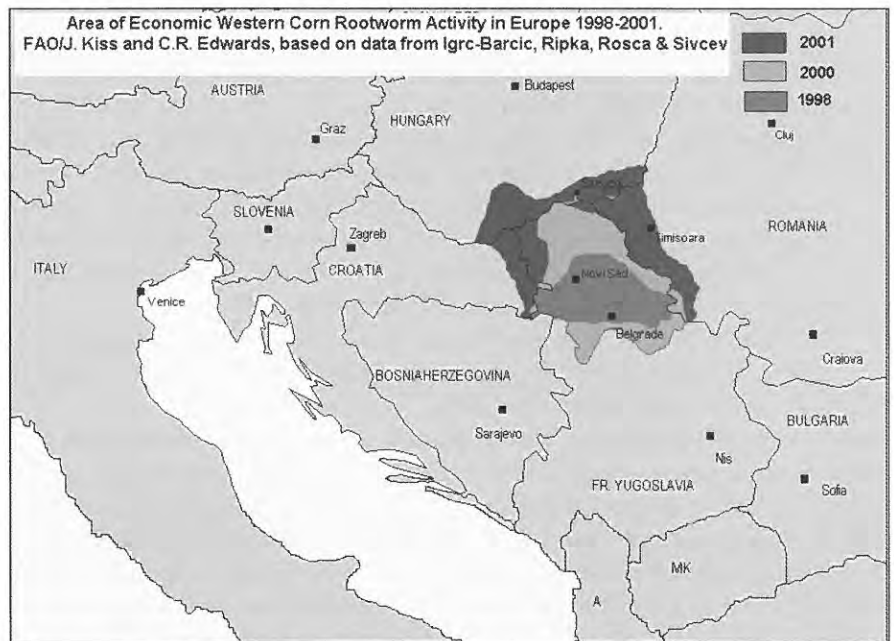 Area of Economic Western Corn Rootworm Activity in Europe 1998-2001.
FAO/J. Kiss and C.R. Edwards, based on data from Igrc-Barcic, Ripka, Rosca & Sivcev
2001
2000
1998
AUSTRIA
Budapest
Graz
HUNGARY
Cluj
SLOVENIA
Zagreb
Timisoara
ROMANIA
ITALY
CROATIA
Novi Sad
Venice
Belgrade
Craiova
BOSNIAHERZEGOVINA
Sarajevo
BULGARIA
Nis
FR. YUGOSLAVIA
Sofia
MK
A